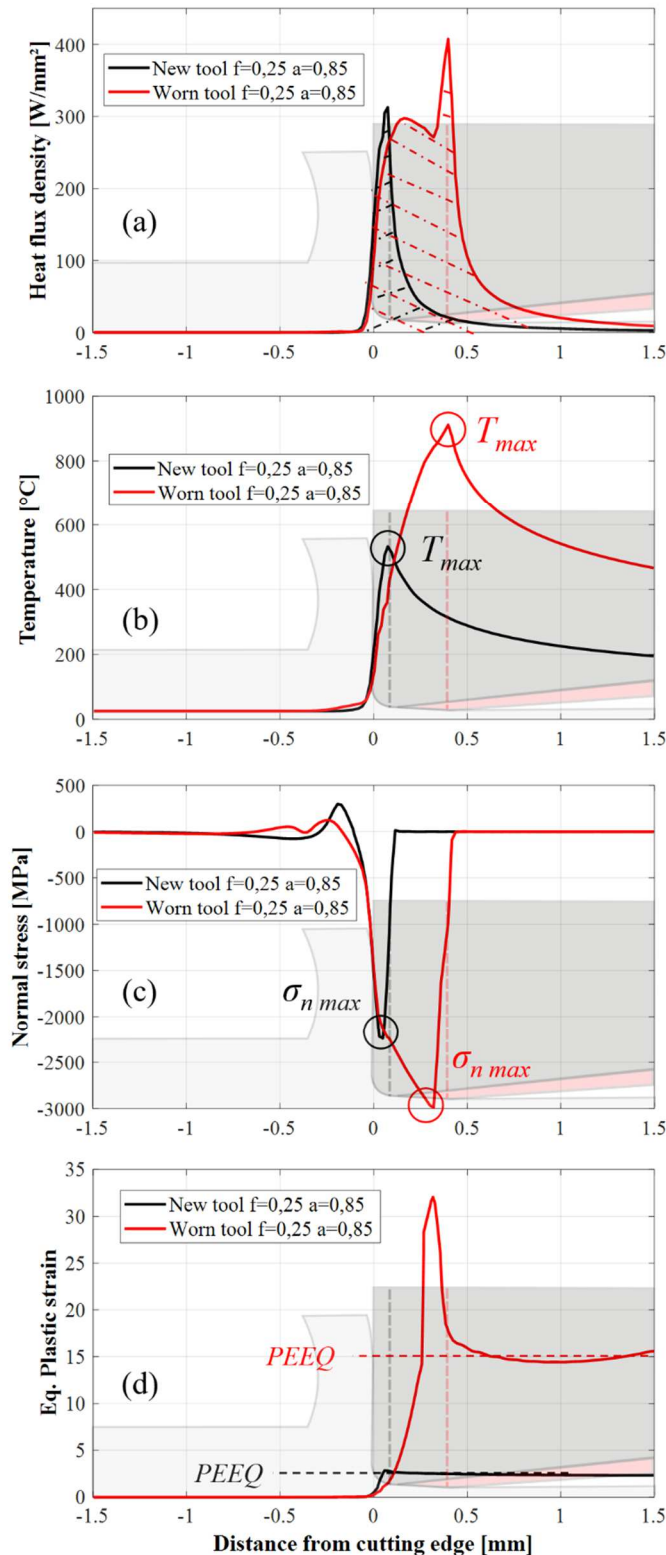 400
300
200
100
0
Heat flux density [W/mm²]
New tool f=0,25 a=0,85
Worn tool f=0,25 a=0,85
(a)
-1.5 -1 -0.5 0 0.5 1 1.5
1000
800
600
400
200
0
Temperature [°C]
New tool f=0,25 a=0,85
Worn tool f=0,25 a=0,85
T max
T max
(b)
-1.5 -1 -0.5 0 0.5 1 1.5
500
0
-500
-1000
-1500
-2000
-2500
-3000
Normal stress [MPa]
New tool f=0,25 a=0,85
Worn tool f=0,25 a=0,85
(c)
σ n max
σ n max
-1.5 -1 -0.5 0 0.5 1 1.5
35
30
25
20
15
10
5
0
Eq. Plastic strain
New tool f=0,25 a=0,85
Worn tool f=0,25 a=0,85
PEEQ
(d)
PEEQ
-1.5 -1 -0.5 0 0.5 1 1.5
Distance from cutting edge [mm]